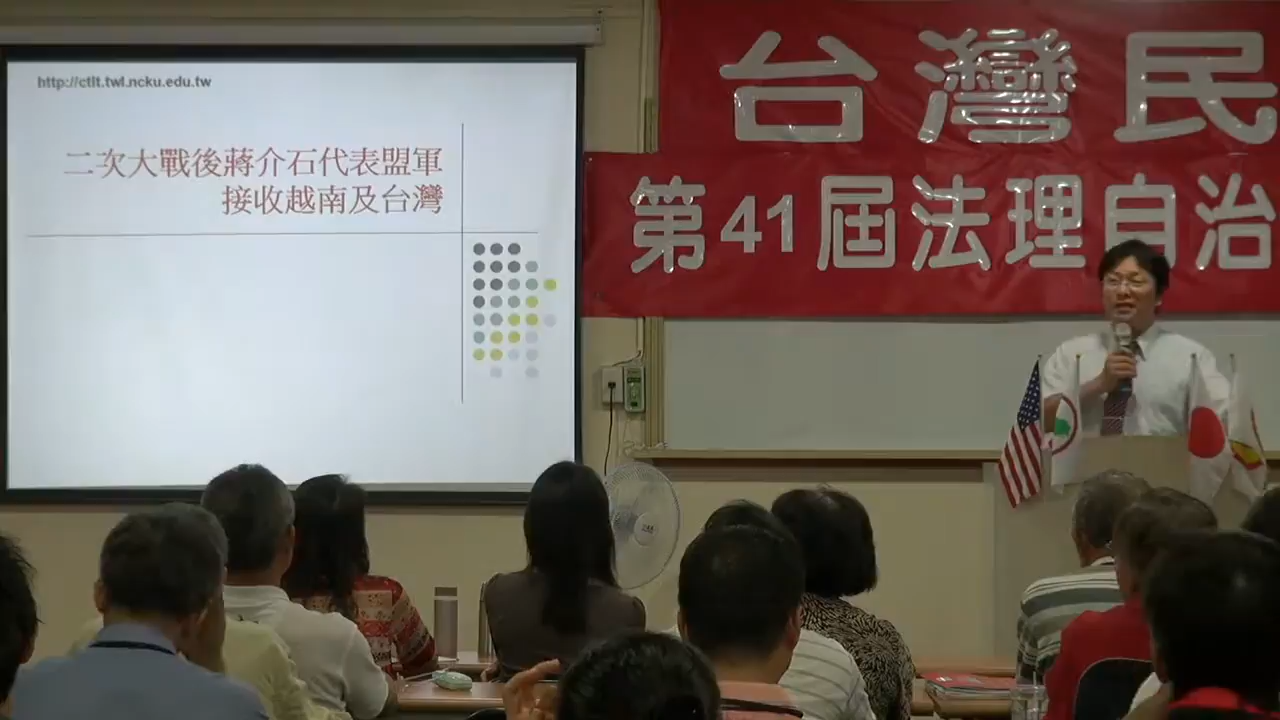 http://ctlt.twl.ncku.edu.tw
二次大戰後蔣介石代表盟軍
接收越南及台灣
台灣民
第41屆法理自治